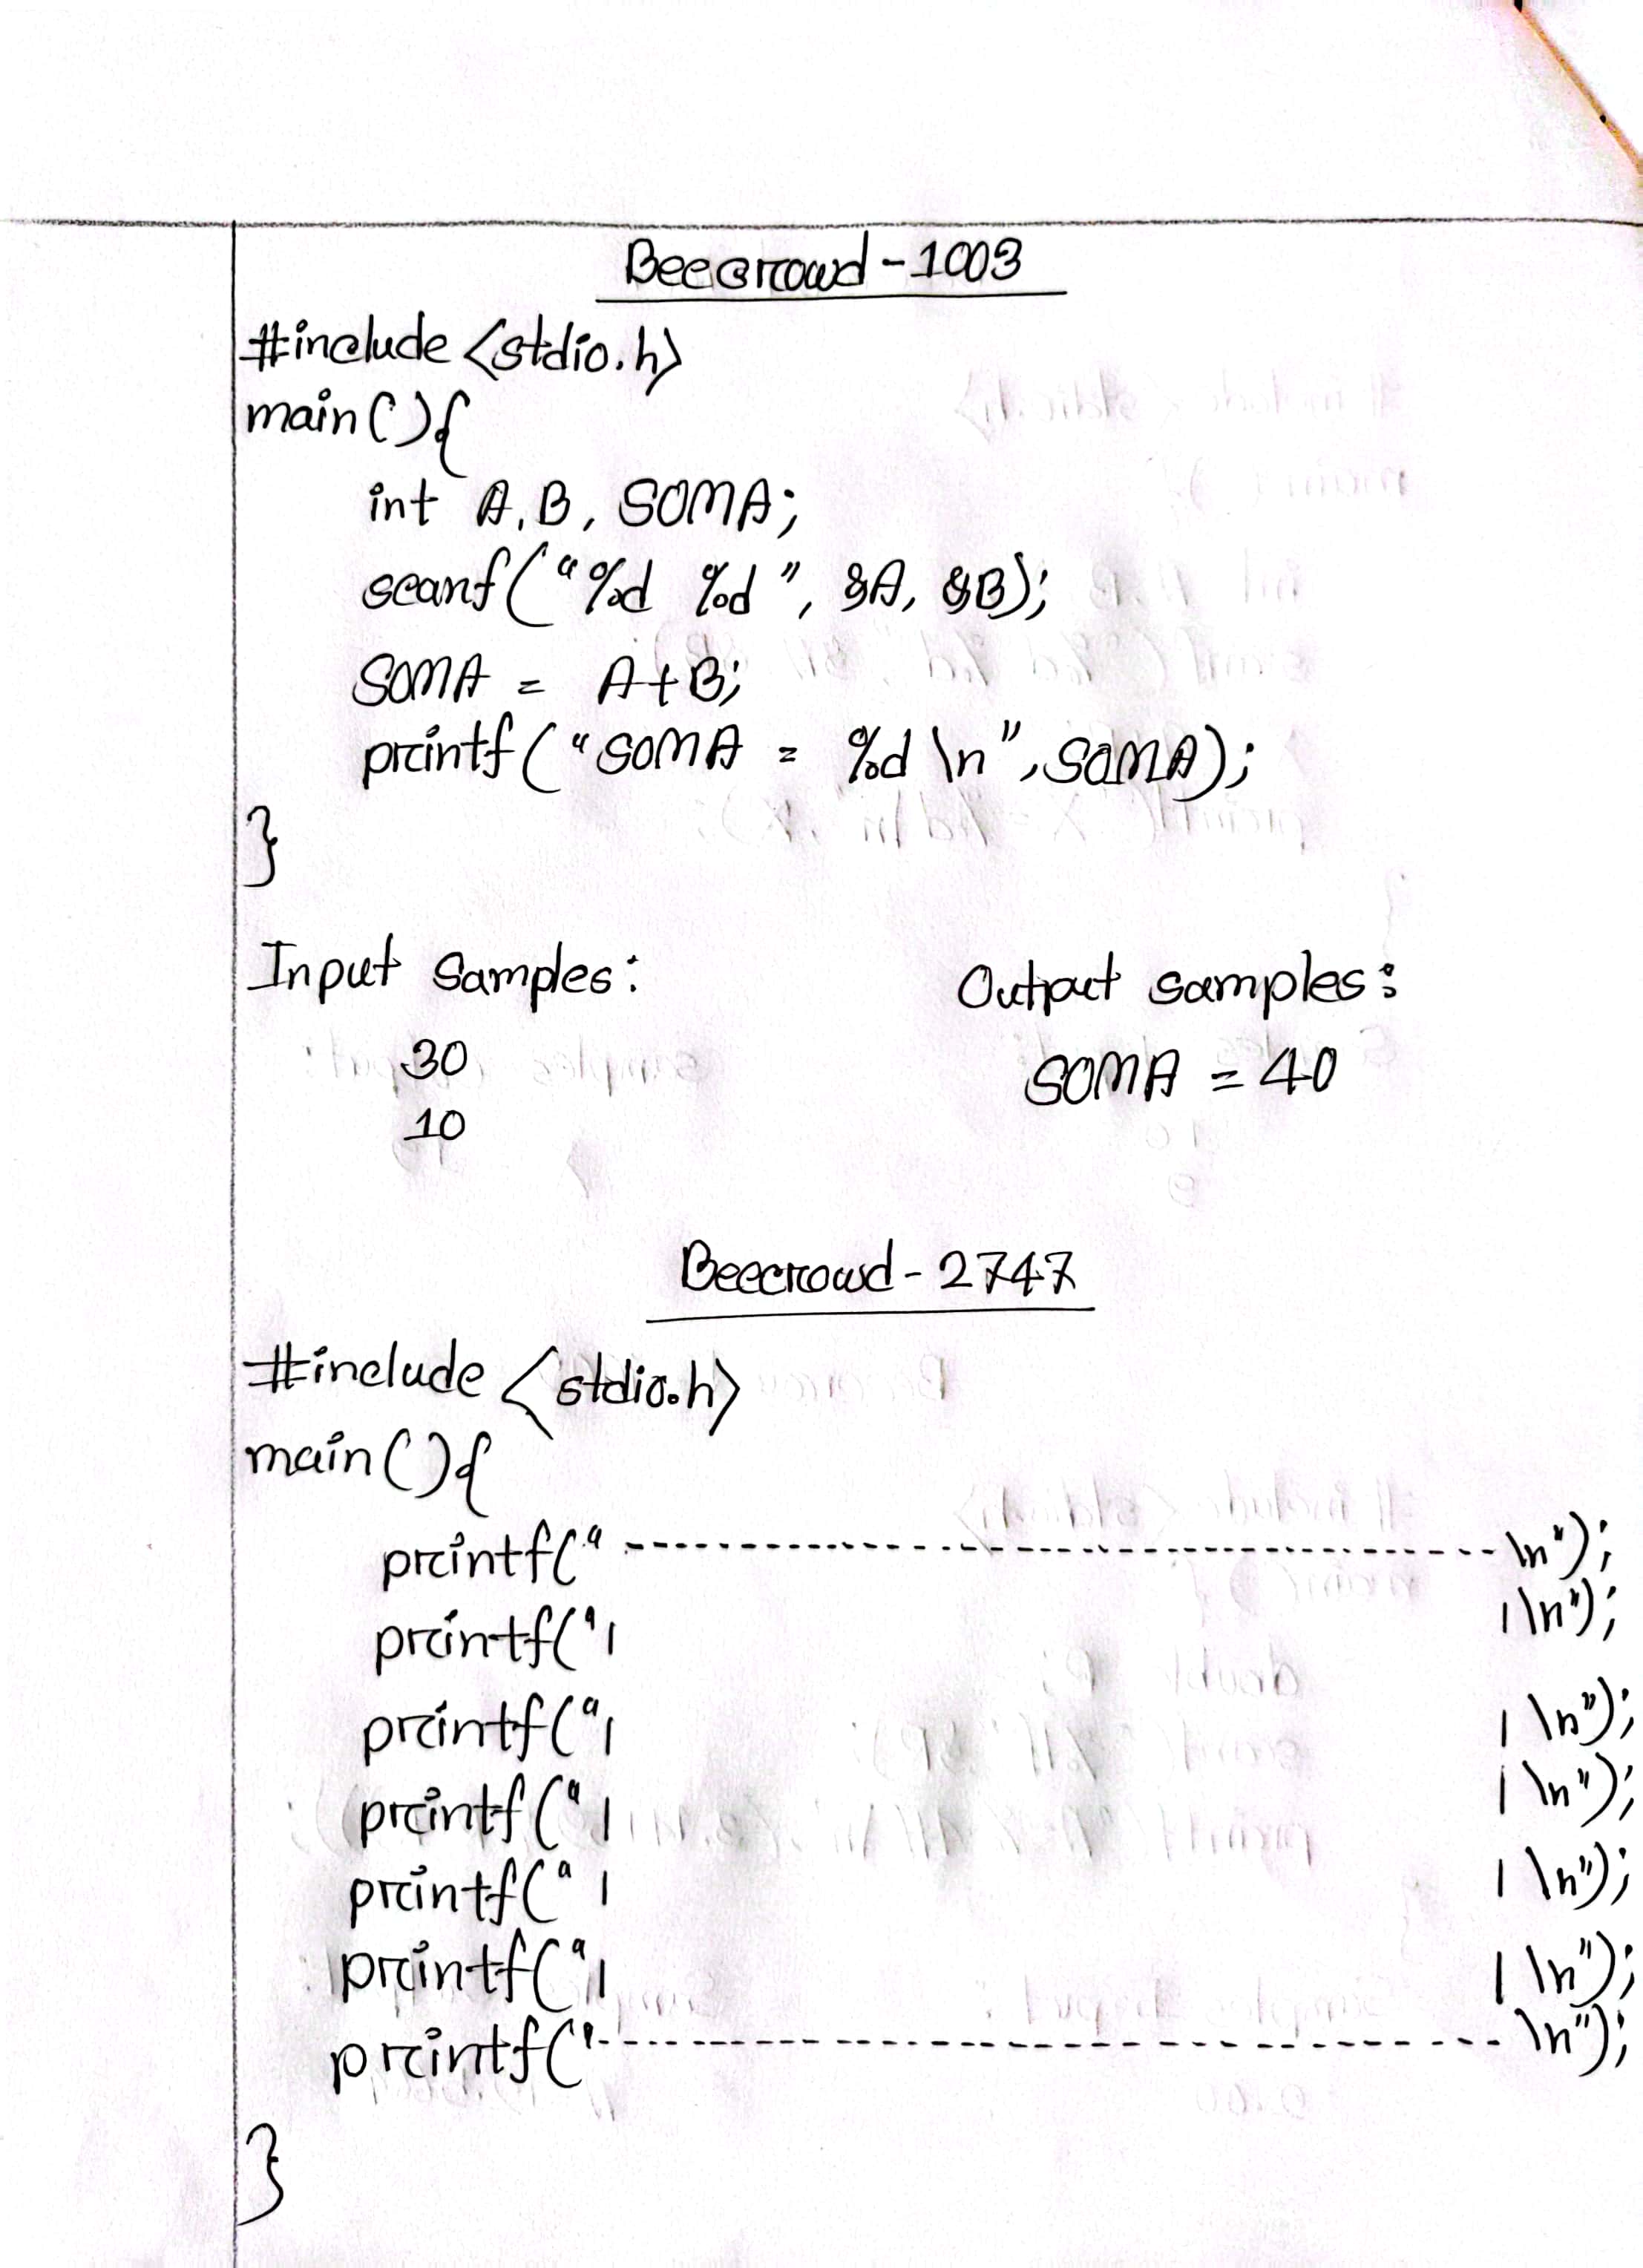 Beecrowd - 1003
#include <stdio.h>
main(){
int A, B, SOMA;
scanf("%d %d", &A, &B);
SOMA = A+B;
printf("SOMA = %d \n", SOMA);
}
Input Samples: Output samples:
30 SOMA = 40
10
Beecrowd - 2747
#include <stdio.h>
main(){
printf("---------------------------------------\n");
printf("| |\n");
printf("| |\n");
printf("| |\n");
printf("| |\n");
printf("| |\n");
printf("---------------------------------------\n");
}